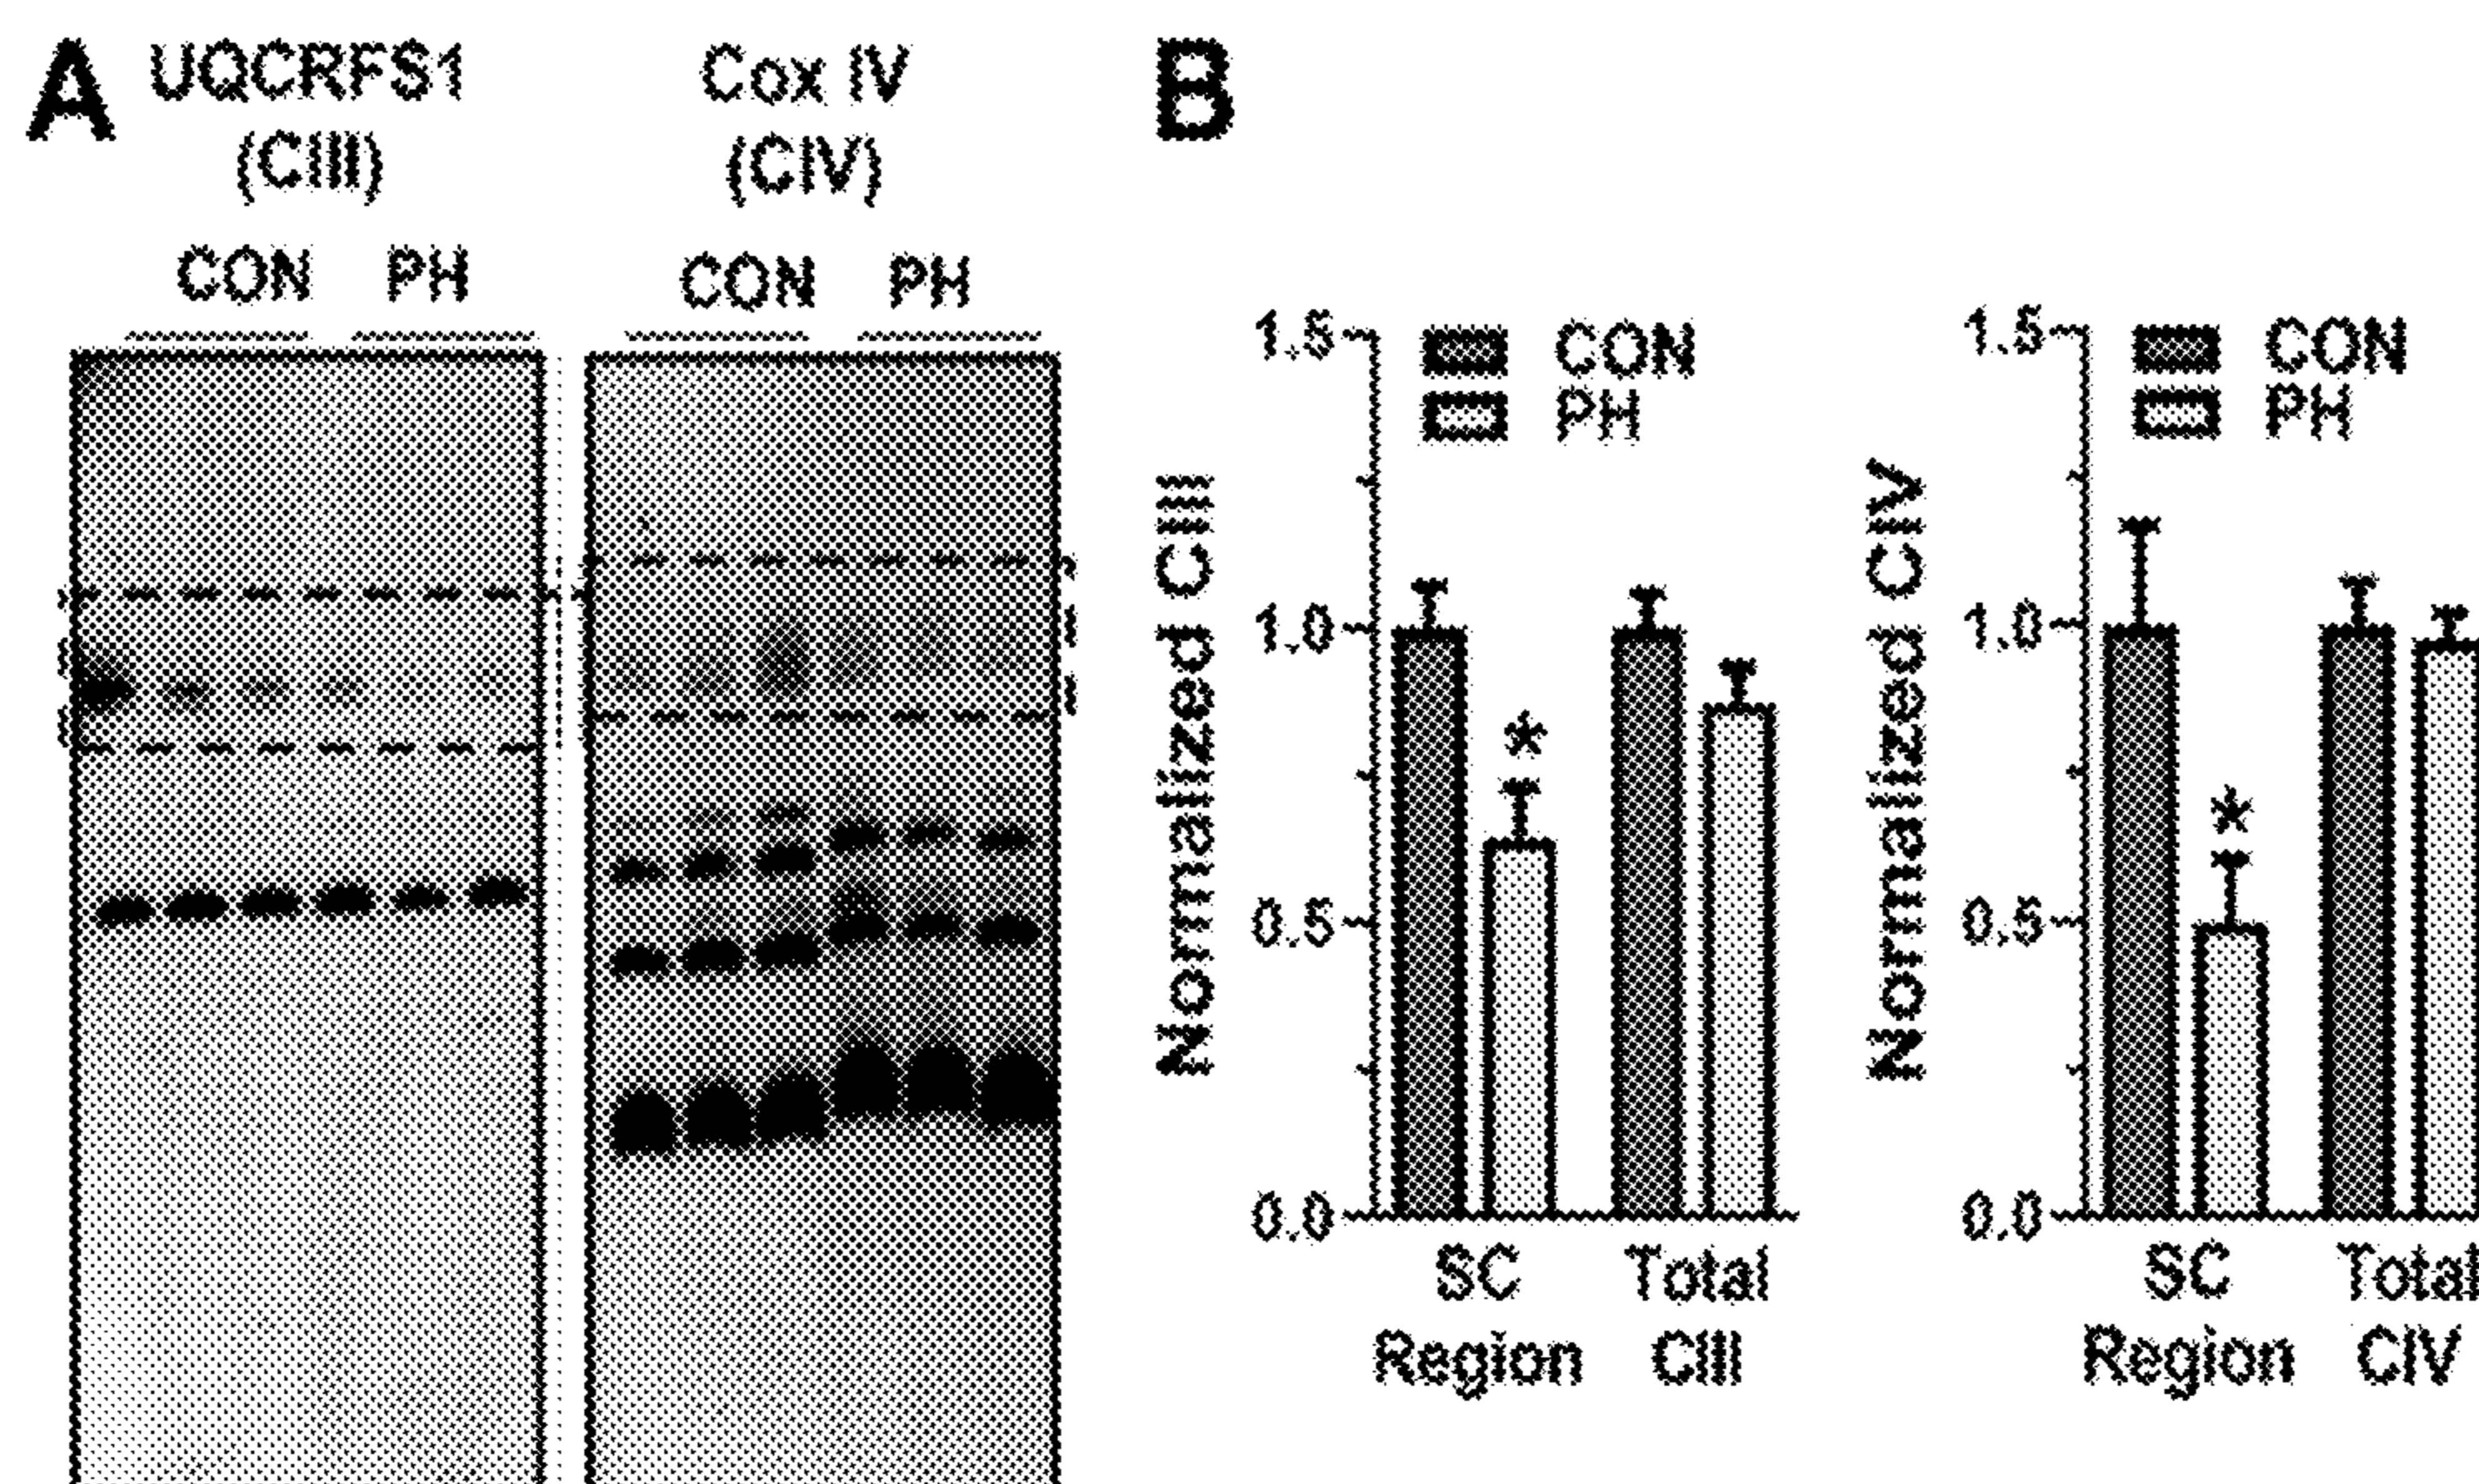 A
UQCRFS1
(CIII)
CON PH
Cox IV
(CIV)
CON PH
B
Normalized CIII
1.5
1.0
0.5
0.0
CON
PH
*
SC
Region
Total
CIII
Normalized CIV
1.5
1.0
0.5
0.0
CON
PH
*
SC
Region
Total
CIV